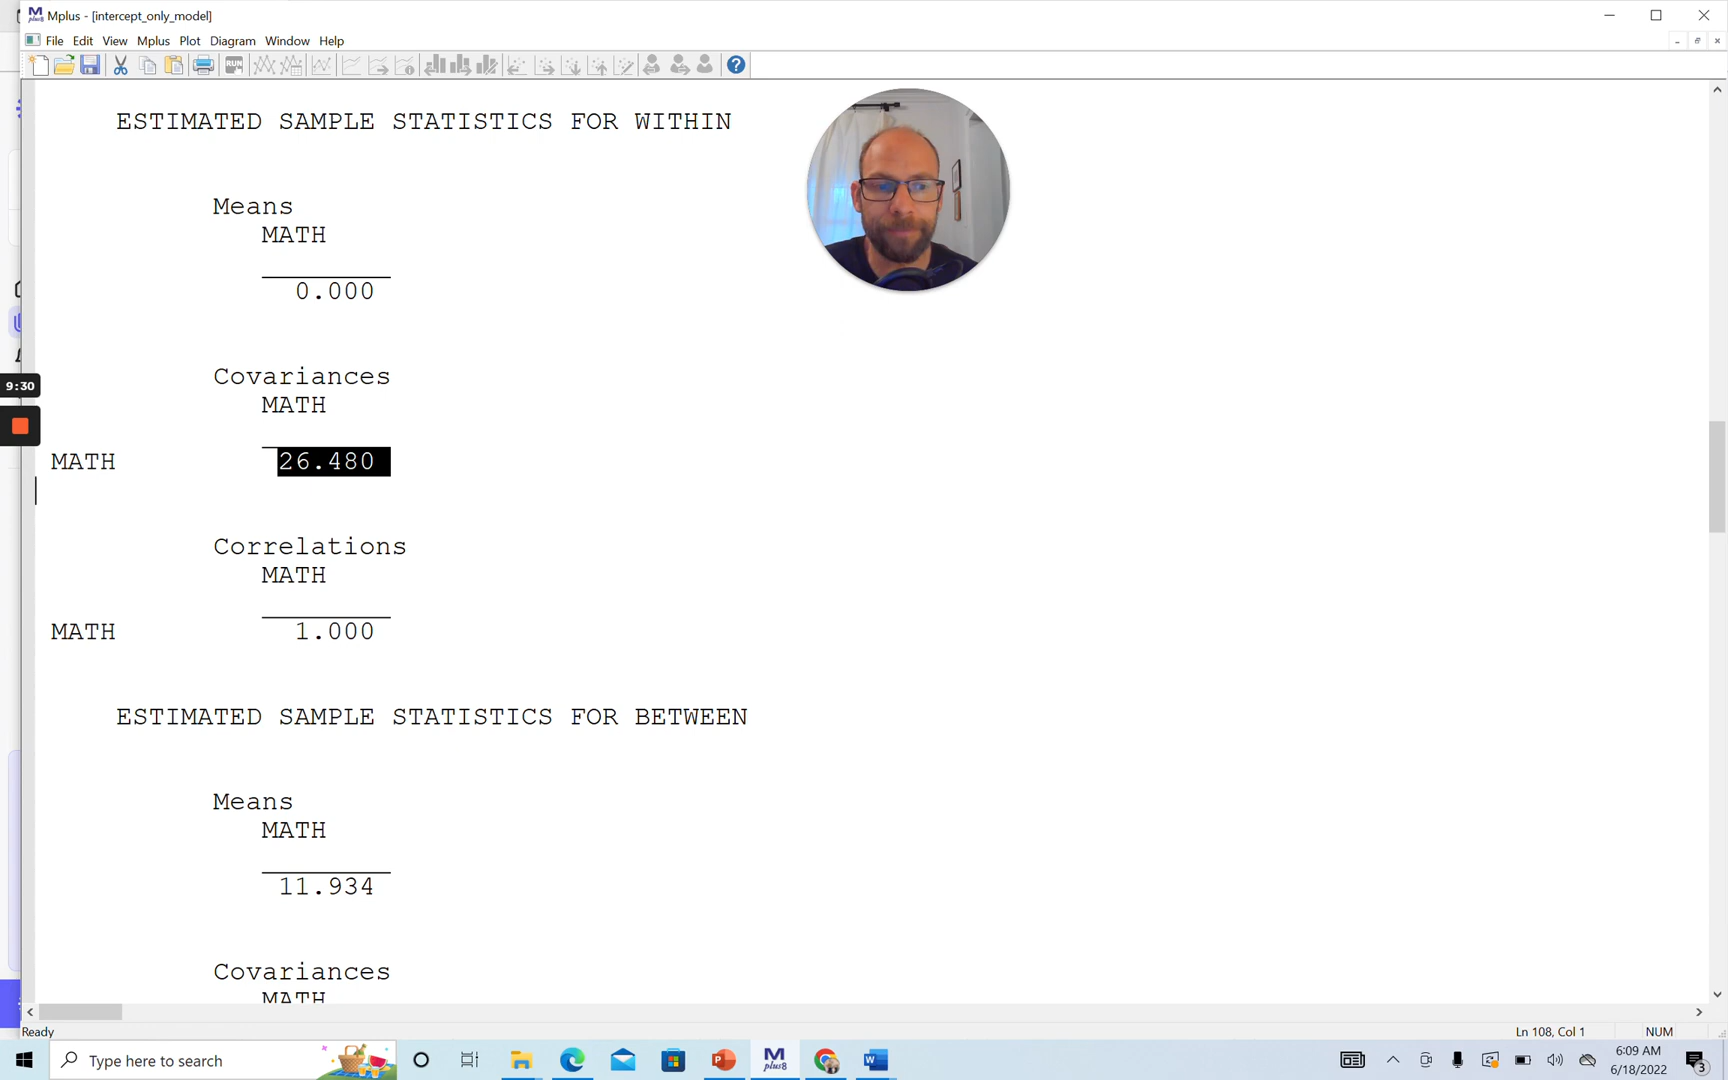 Mplus - [intercept_only_model]
File Edit View Mplus Plot Diagram Window Help
RUN
ESTIMATED SAMPLE STATISTICS FOR WITHIN
Means
MATH
0.000
Covariances
MATH
9:30
MATH 26.480
Correlations
MATH
MATH 1.000
ESTIMATED SAMPLE STATISTICS FOR BETWEEN
Means
MATH
11.934
Covariances
MATH
Ready Ln 108, Col 1 NUM
Type here to search
M plus8
6:09 AM
6/18/2022
3